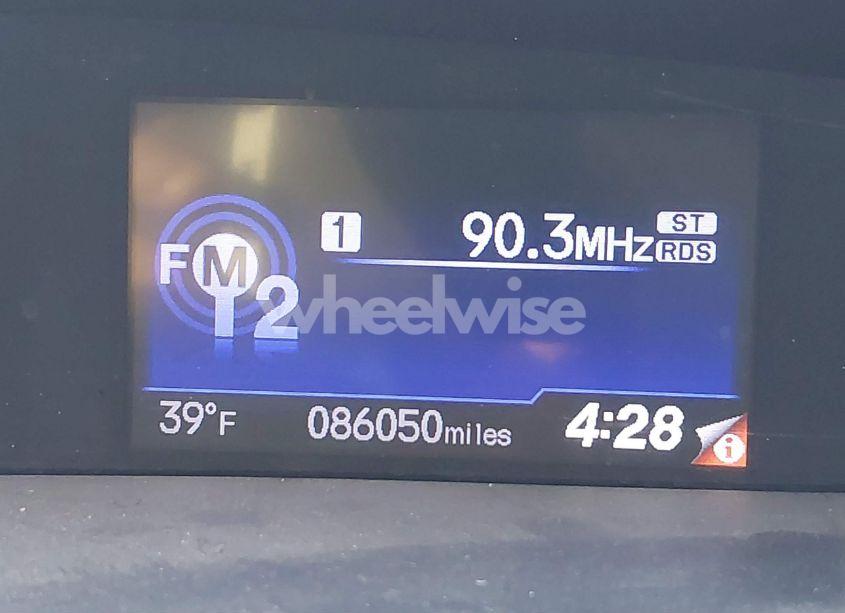 1 90.3MHz ST
RDS
FM
2
wheelwise
39°F 086050miles 4:28 i